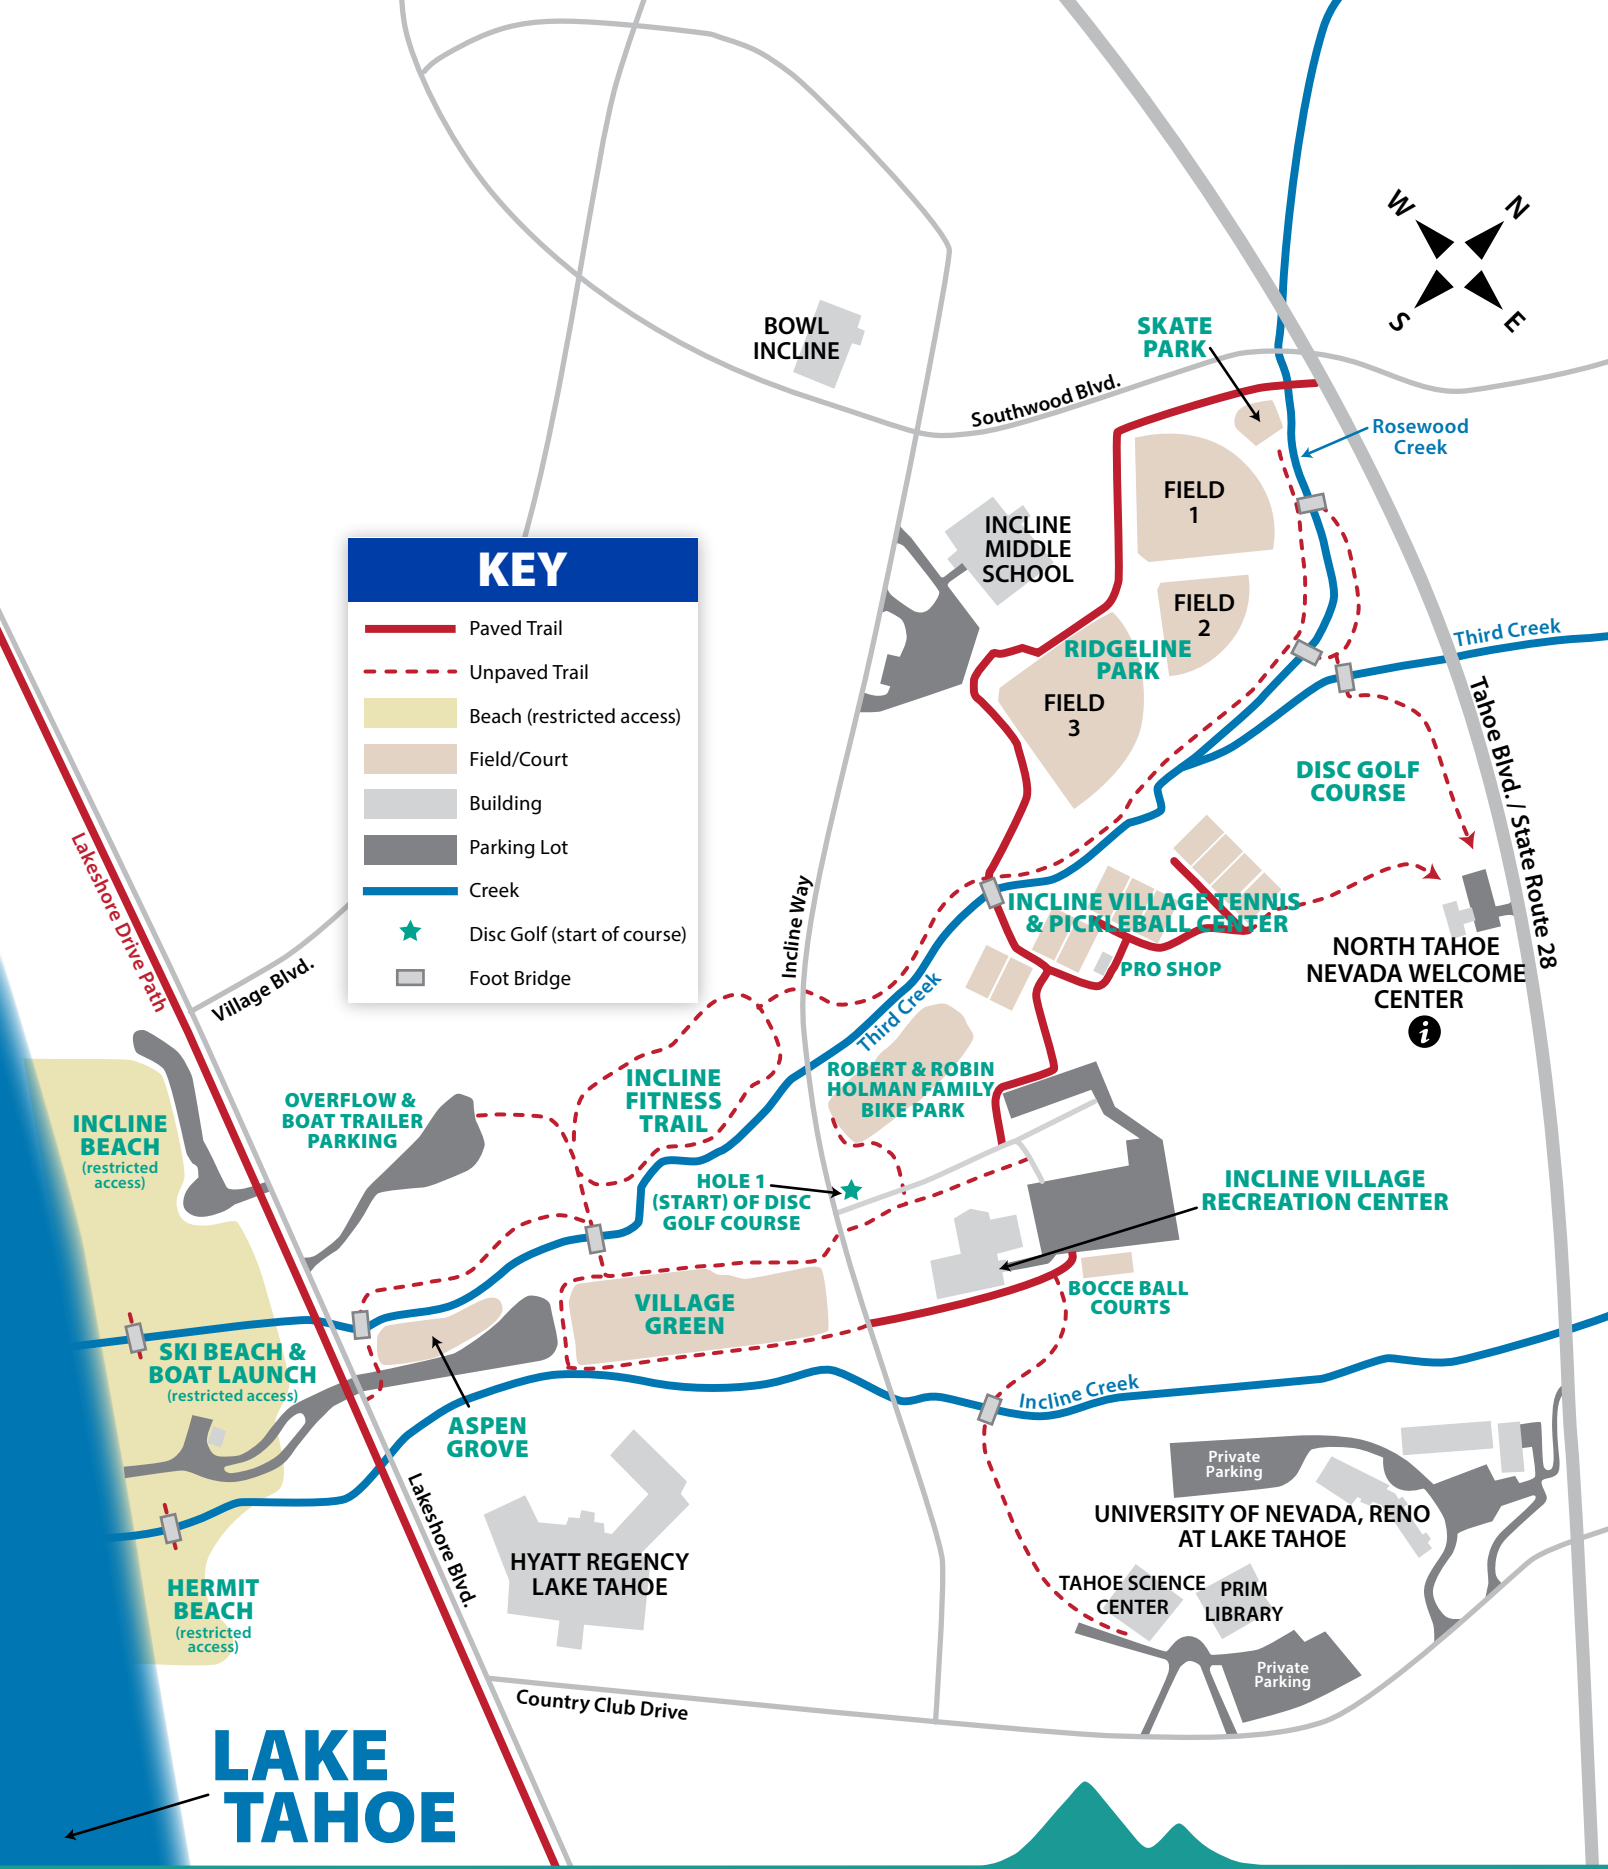 W
N
S
E
BOWL
INCLINE
SKATE
PARK
Southwood Blvd.
Rosewood
Creek
FIELD
1
INCLINE
MIDDLE
SCHOOL
FIELD
2
RIDGELINE
PARK
FIELD
3
Third Creek
KEY
Paved Trail
Unpaved Trail
Beach (restricted access)
Field/Court
Building
Parking Lot
Creek
Disc Golf (start of course)
Foot Bridge
Tahoe Blvd. / State Route 28
DISC GOLF
COURSE
Lakeshore Drive Path
Incline Way
INCLINE VILLAGE TENNIS
& PICKLEBALL CENTER
PRO SHOP
NORTH TAHOE
NEVADA WELCOME
CENTER
i
Village Blvd.
Third Creek
INCLINE
BEACH
(restricted
access)
OVERFLOW &
BOAT TRAILER
PARKING
INCLINE
FITNESS
TRAIL
ROBERT & ROBIN
HOLMAN FAMILY
BIKE PARK
HOLE 1
(START) OF DISC
GOLF COURSE
INCLINE VILLAGE
RECREATION CENTER
BOCCE BALL
COURTS
VILLAGE
GREEN
SKI BEACH &
BOAT LAUNCH
(restricted access)
ASPEN
GROVE
Incline Creek
Lakeshore Blvd.
HYATT REGENCY
LAKE TAHOE
Private
Parking
UNIVERSITY OF NEVADA, RENO
AT LAKE TAHOE
TAHOE SCIENCE
CENTER
PRIM
LIBRARY
Private
Parking
HERMIT
BEACH
(restricted
access)
Country Club Drive
LAKE
TAHOE